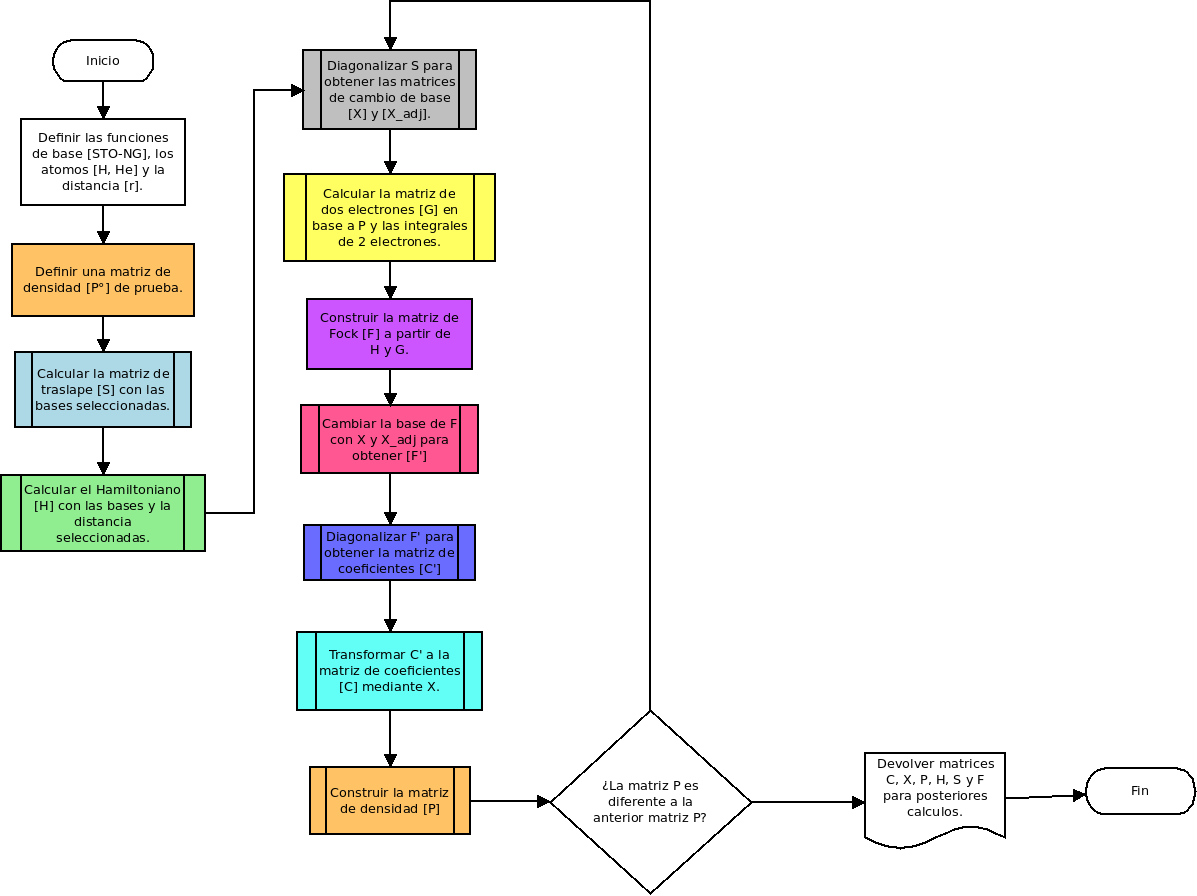 Inicio
Definir las funciones
de base [STO-NG], los
atomos [H, He] y la
distancia [r].
Definir una matriz de
densidad [P°] de prueba.
Calcular la matriz de
traslape [S] con las
bases seleccionadas.
Calcular el Hamiltoniano
[H] con las bases y la
distancia
seleccionadas.
Diagonalizar S para
obtener las matrices
de cambio de base
[X] y [X_adj].
Calcular la matriz de
dos electrones [G] en
base a P y las integrales
de 2 electrones.
Construir la matriz de
Fock [F] a partir de
H y G.
Cambiar la base de F
con X y X_adj para
obtener [F']
Diagonalizar F' para
obtener la matriz de
coeficientes [C']
Transformar C' a la
matriz de coeficientes
[C] mediante X.
Construir la matriz
de densidad [P]
¿La matriz P es
diferente a la
anterior matriz P?
Devolver matrices
C, X, P, H, S y F
para posteriores
calculos.
Fin